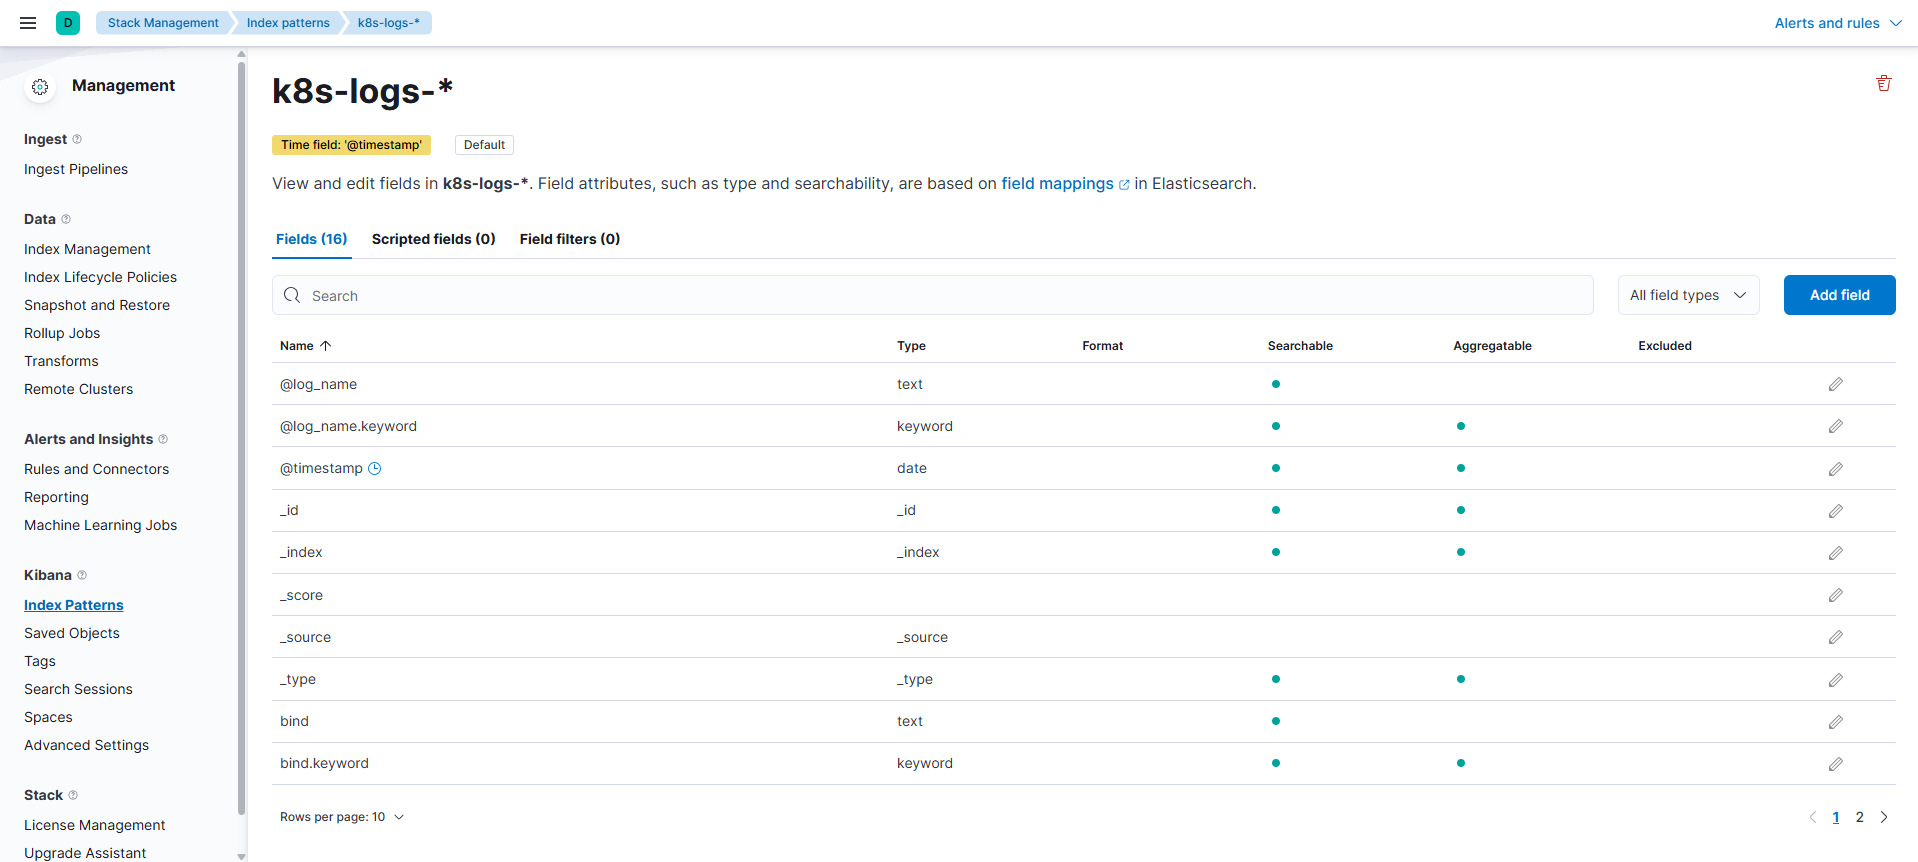 D
Stack Management
Index patterns
k8s-logs-*
Alerts and rules
Management
Ingest
Ingest Pipelines
Data
Index Management
Index Lifecycle Policies
Snapshot and Restore
Rollup Jobs
Transforms
Remote Clusters
Alerts and Insights
Rules and Connectors
Reporting
Machine Learning Jobs
Kibana
Index Patterns
Saved Objects
Tags
Search Sessions
Spaces
Advanced Settings
Stack
License Management
Upgrade Assistant
k8s-logs-*
Time field: '@timestamp'
Default
View and edit fields in k8s-logs-*. Field attributes, such as type and searchability, are based on field mappings in Elasticsearch.
Fields (16)
Scripted fields (0)
Field filters (0)
Search
All field types
Add field
Name Type Format Searchable Aggregatable Excluded
@log_name text
@log_name.keyword keyword
@timestamp date
_id _id
_index _index
_score
_source _source
_type _type
bind text
bind.keyword keyword
Rows per page: 10
1 2